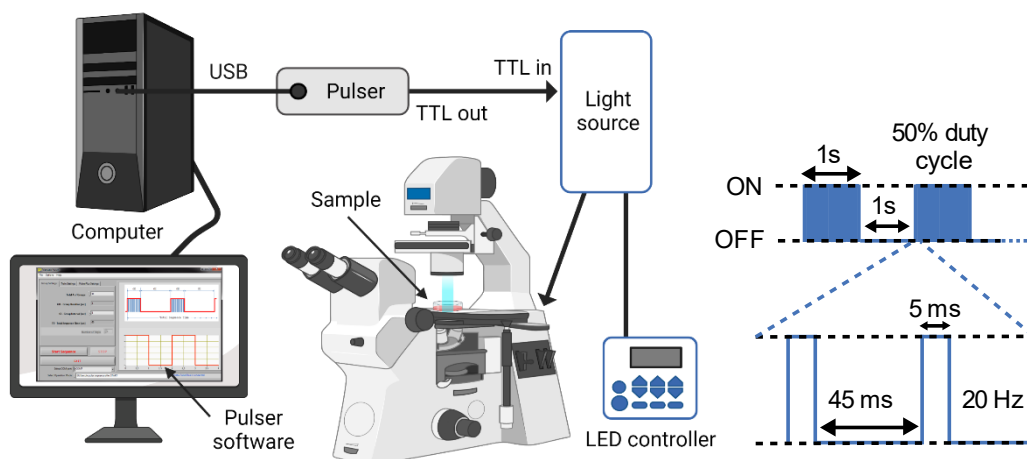 USB
Pulser
TTL out
TTL in
Light
source
Computer
Sample
Pulser
software
LED controller
50% duty
cycle
1s
ON
1s
OFF
5 ms
45 ms
20 Hz